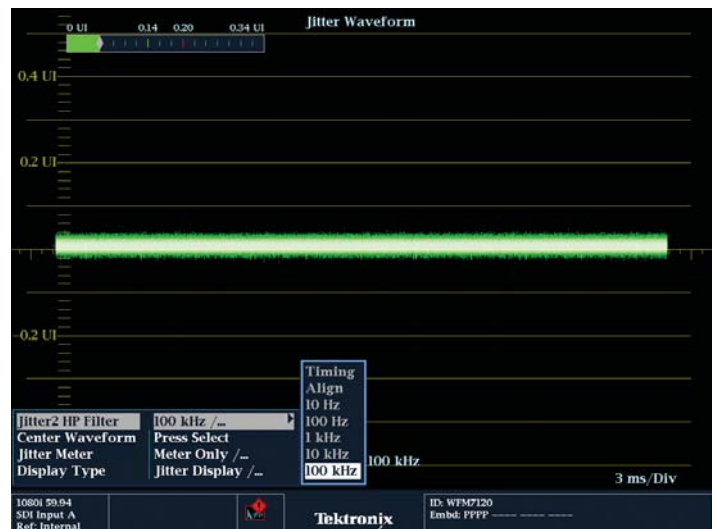 Jitter Waveform
0 UI 0.14 0.20 0.34 UI
0.4 UI
0.2 UI
-0.2 UI
Timing
Align
10 Hz
100 Hz
1 kHz
10 kHz
100 kHz
Jitter2 HP Filter 100 kHz /...
Center Waveform Press Select
Jitter Meter Meter Only /...
Display Type Jitter Display /...
100 kHz
3 ms/Div
1080i 59.94
SDI Input A
Ref: Internal
Tektronix
ID: WFM7120
Embd: PPPP ---- ---- ----